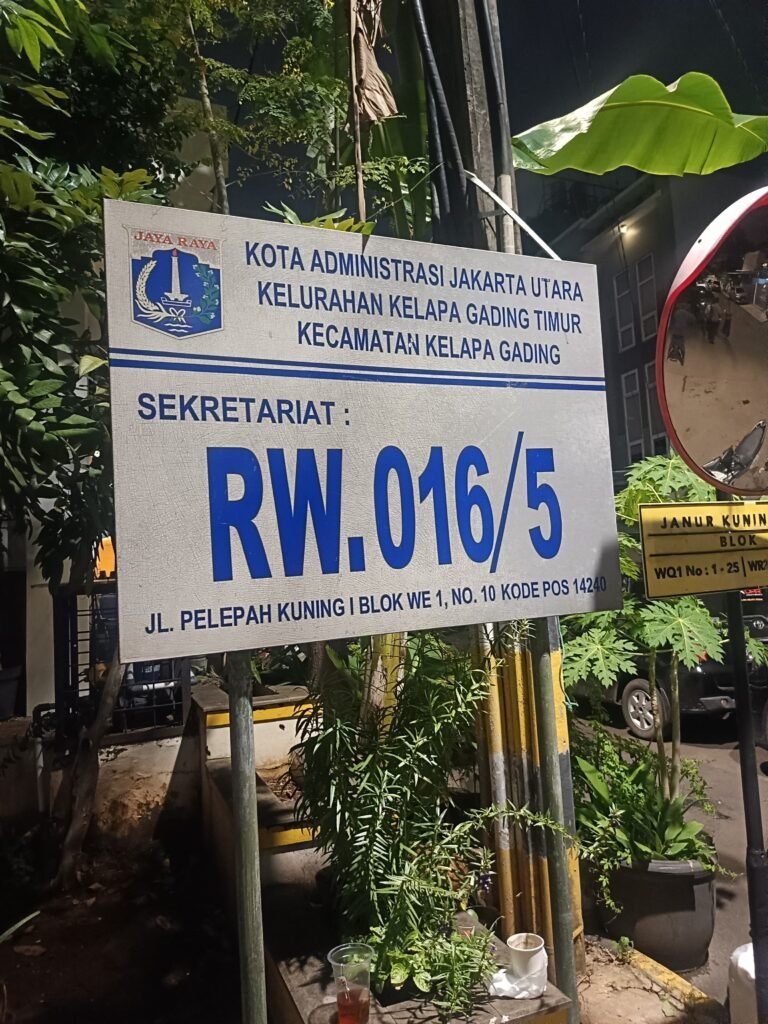 JAYA RAYA
KOTA ADMINISTRASI JAKARTA UTARA
KELURAHAN KELAPA GADING TIMUR
KECAMATAN KELAPA GADING
SEKRETARIAT :
RW.016/5
JL. PELEPAH KUNING I BLOK WE 1, NO. 10 KODE POS 14240
JANUR KUNIN
BLOK
WQ1 No : 1 - 25